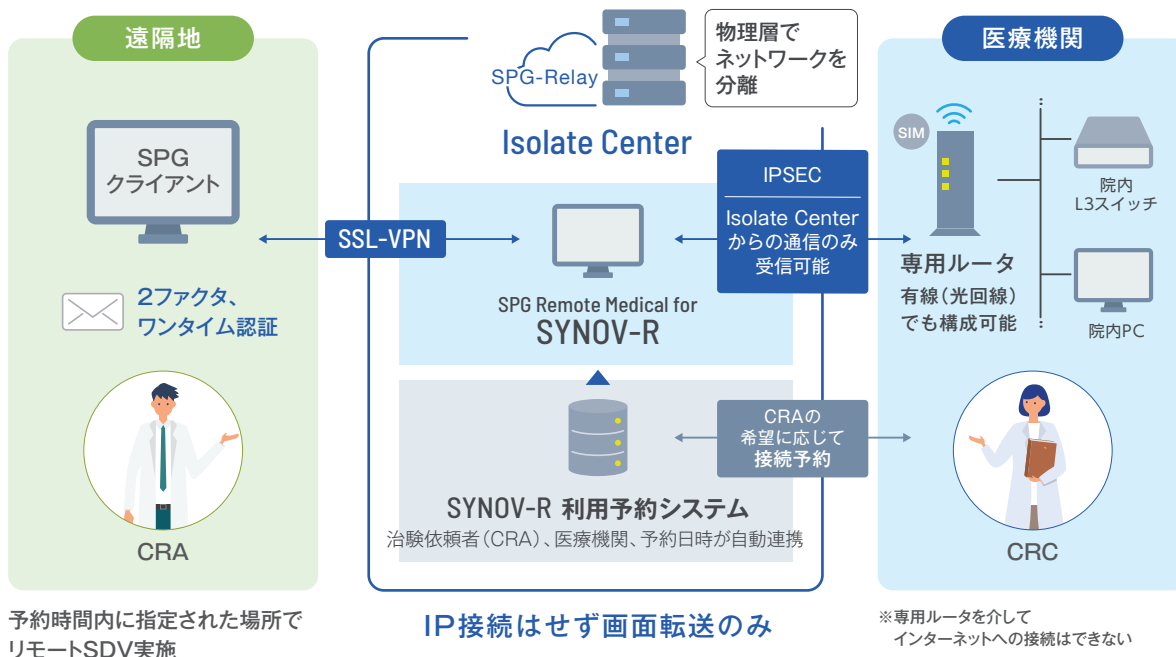 遠隔地
SPG
クライアント
2ファクタ、
ワンタイム認証
CRA
予約時間内に指定された場所で
リモートSDV実施
SSL-VPN
SPG-Relay
物理層で
ネットワークを
分離
Isolate Center
IPSEC
Isolate Center
からの通信のみ
受信可能
SPG Remote Medical for
SYNOV-R
CRAの
希望に応じて
接続予約
SYNOV-R 利用予約システム
治験依頼者(CRA)、医療機関、予約日時が自動連携
IP接続はせず画面転送のみ
医療機関
SIM
院内
L3スイッチ
専用ルータ
有線(光回線)
でも構成可能
院内PC
CRC
※専用ルータを介して
インターネットへの接続はできない